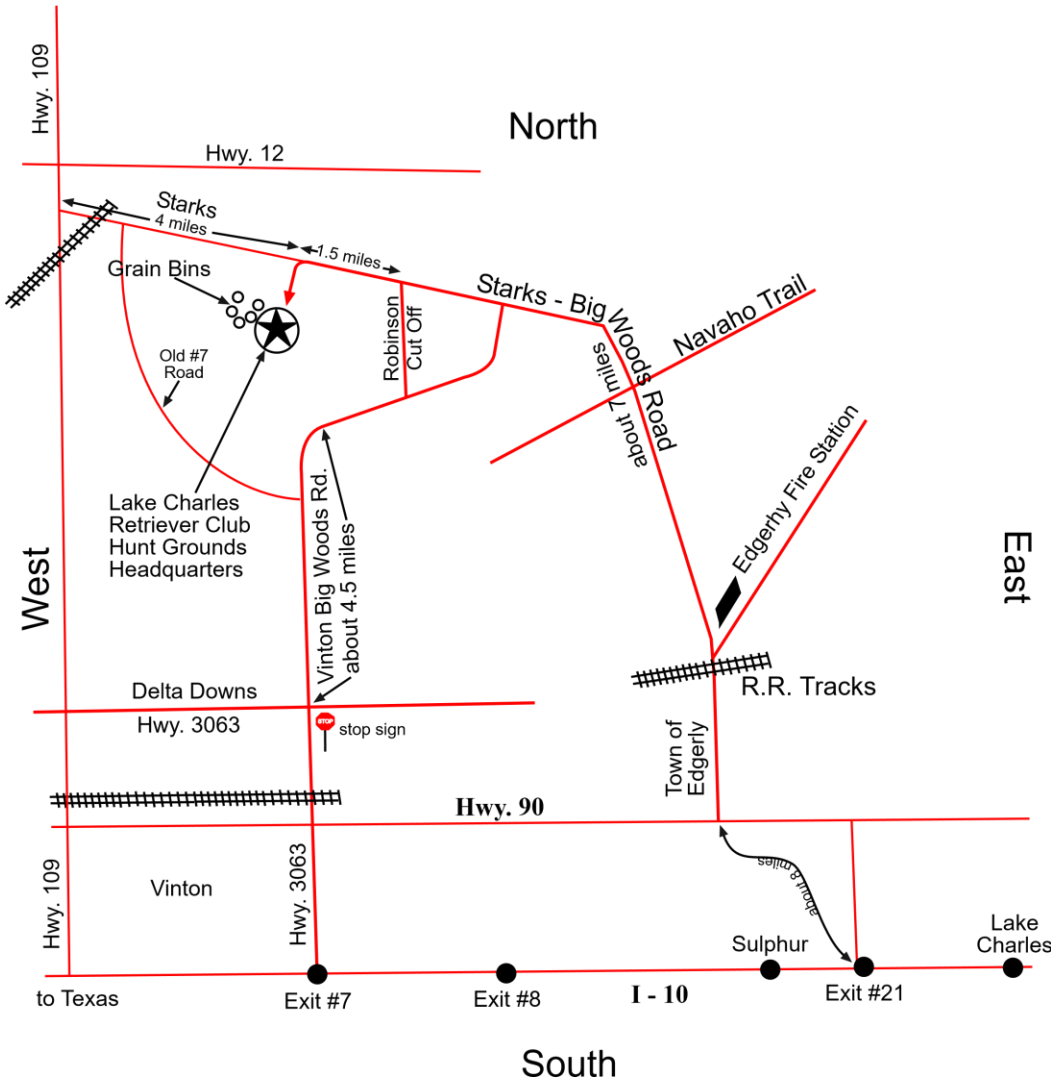 Hwy. 109
North
Hwy. 12
Starks
4 miles
1.5 miles
Grain Bins
Starks - Big Woods Road
about 7 miles
Navaho Trail
Robinson
Cut Off
Old #7
Road
Edgerhy Fire Station
Lake Charles
Retriever Club
Hunt Grounds
Headquarters
Vinton Big Woods Rd.
about 4.5 miles
West
East
Delta Downs
Hwy. 3063
STOP
stop sign
R.R. Tracks
Town of
Edgerly
Hwy. 90
Hwy. 109
Vinton
Hwy. 3063
about 8 miles
about 8 miles
Sulphur
Lake
Charles
to Texas
Exit #7
Exit #8
I - 10
Exit #21
South